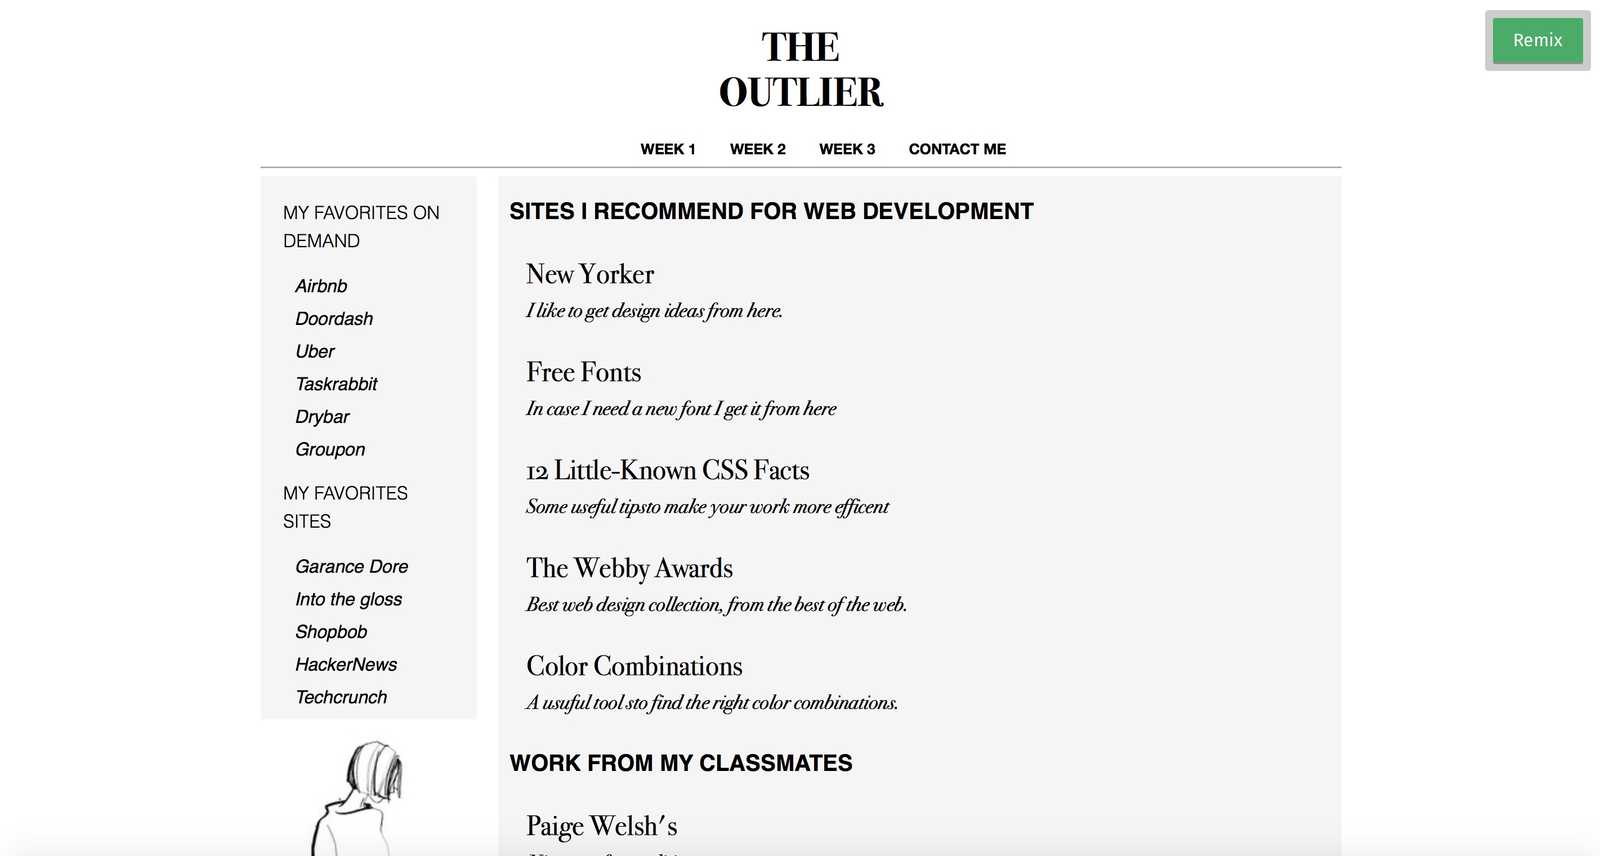 THE
OUTLIER
Remix
WEEK 1 WEEK 2 WEEK 3 CONTACT ME
MY FAVORITES ON
DEMAND
Airbnb
Doordash
Uber
Taskrabbit
Drybar
Groupon
MY FAVORITES
SITES
Garance Dore
Into the gloss
Shopbob
HackerNews
Techcrunch
SITES I RECOMMEND FOR WEB DEVELOPMENT
New Yorker
I like to get design ideas from here.
Free Fonts
In case I need a new font I get it from here
12 Little-Known CSS Facts
Some useful tipsto make your work more efficent
The Webby Awards
Best web design collection, from the best of the web.
Color Combinations
A usuful tool sto find the right color combinations.
WORK FROM MY CLASSMATES
Paige Welsh's